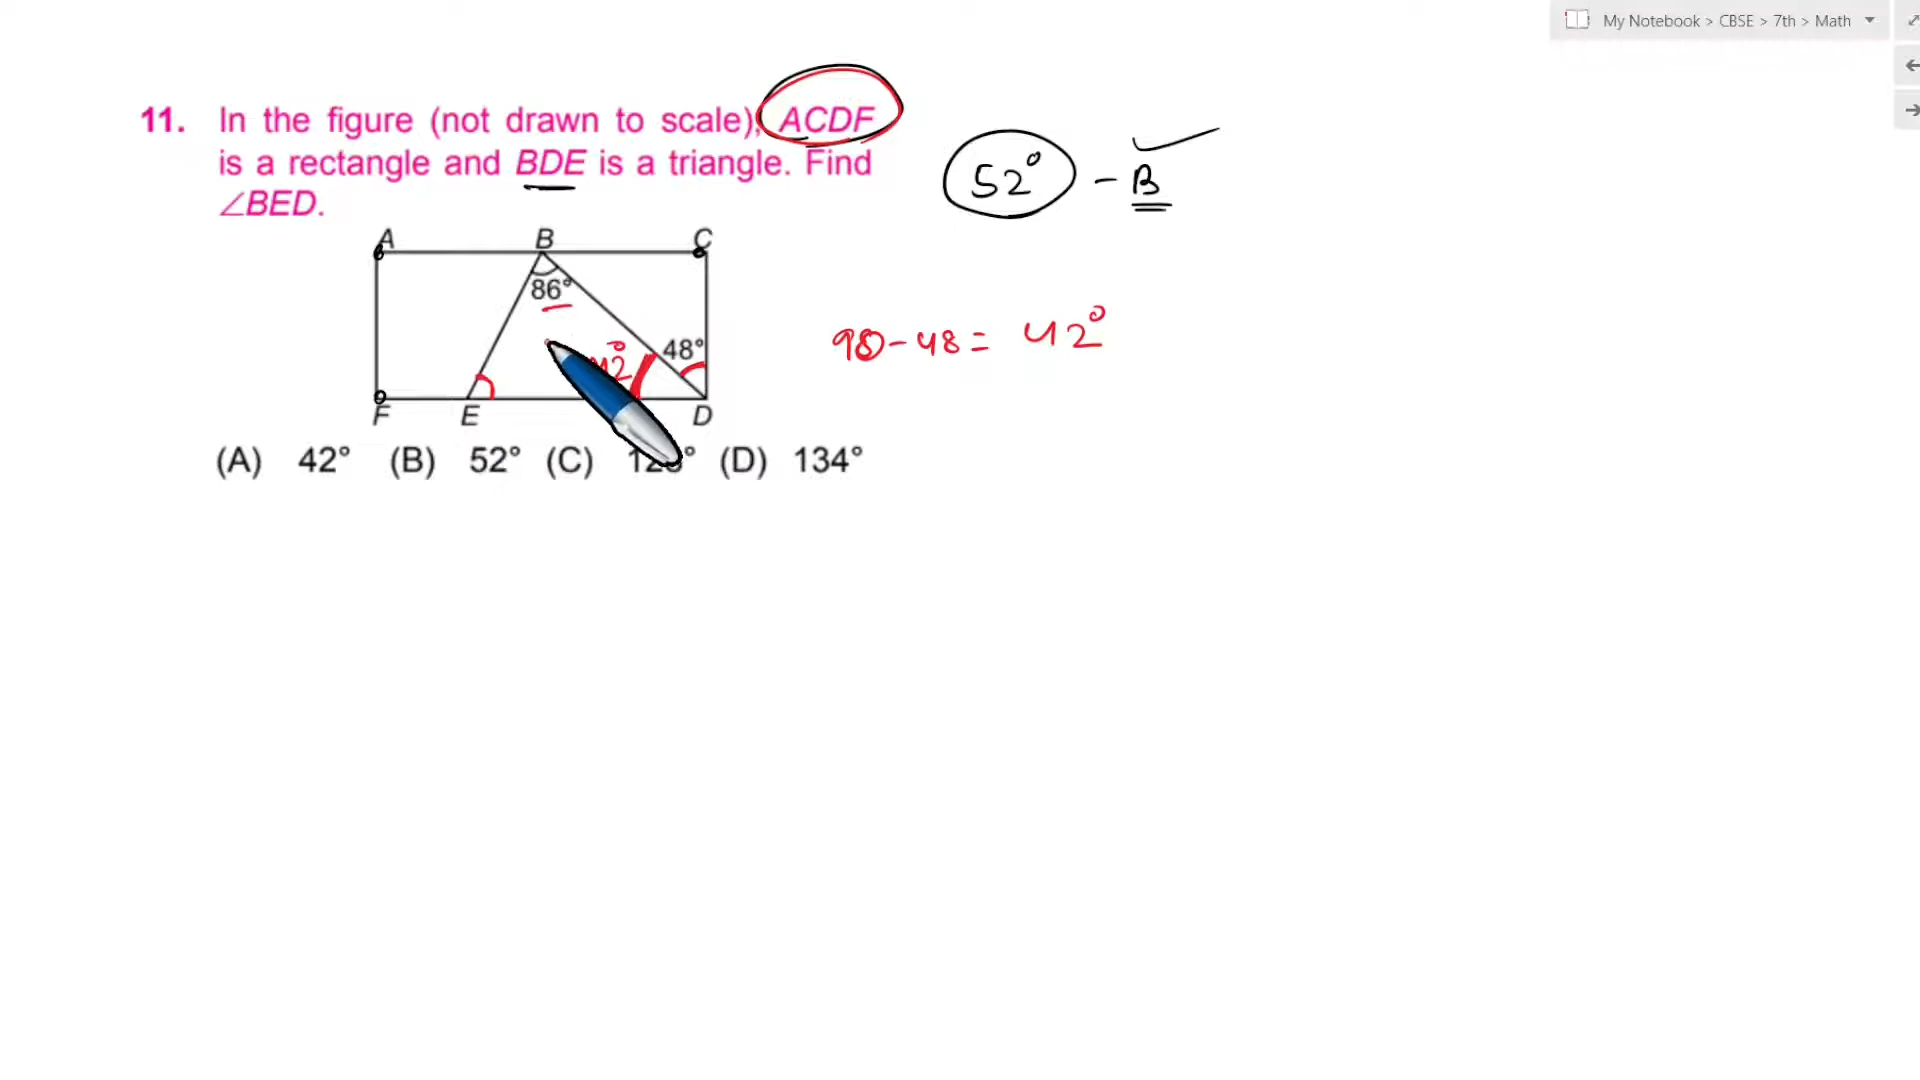 My Notebook > CBSE > 7th > Math
11. In the figure (not drawn to scale), ACDF
is a rectangle and BDE is a triangle. Find
∠BED.
52° - B
A B C
86°
48°
42°
90 - 48 = 42°
F E D
(A) 42° (B) 52° (C) (D) 134°